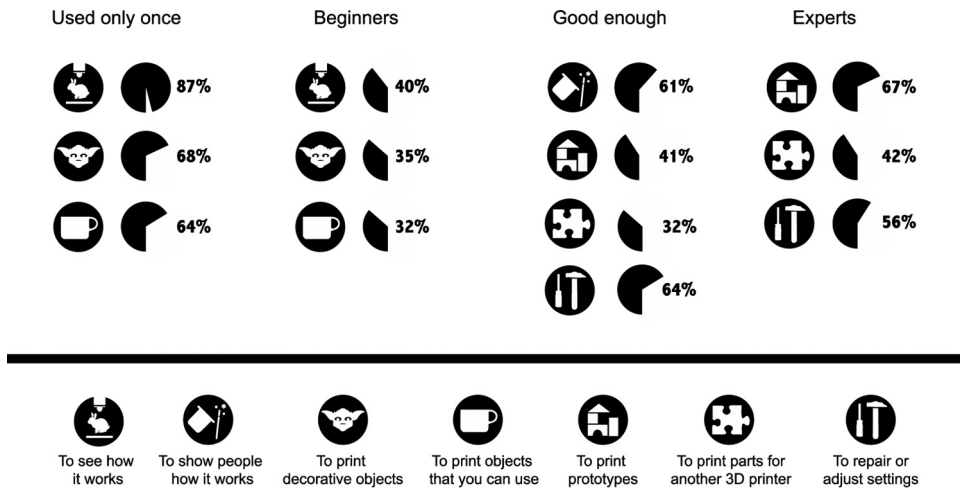 Used only once
Beginners
Good enough
Experts
87%
40%
61%
67%
68%
35%
41%
42%
64%
32%
32%
56%
64%
To see how
it works
To show people
how it works
To print
decorative objects
To print objects
that you can use
To print
prototypes
To print parts for
another 3D printer
To repair or
adjust settings